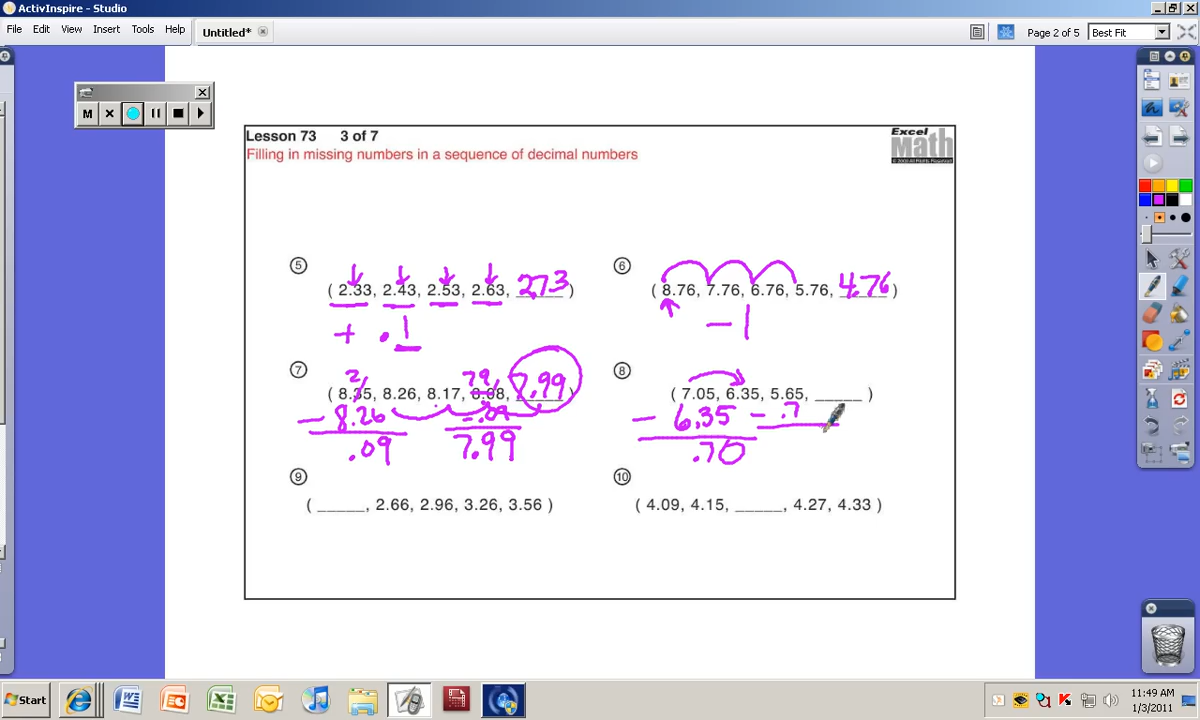 ActivInspire - Studio
File Edit View Insert Tools Help Untitled* Page 2 of 5 Best Fit
M
Lesson 73 3 of 7
Filling in missing numbers in a sequence of decimal numbers
Excel
Math
5 6
( 2.33, 2.43, 2.53, 2.63, 2.73 ) ( 8.76, 7.76, 6.76, 5.76, 4.76 )
+ .1 - 1
7 8
2 79
( 8.35, 8.26, 8.17, 8.08, 7.99 ) ( 7.05, 6.35, 5.65, _____ )
- 8.26 - .09 - 6.35 - .7
.09 7.99 .70
9 10
( _____, 2.66, 2.96, 3.26, 3.56 ) ( 4.09, 4.15, _____, 4.27, 4.33 )
Start 11:49 AM
1/3/2011